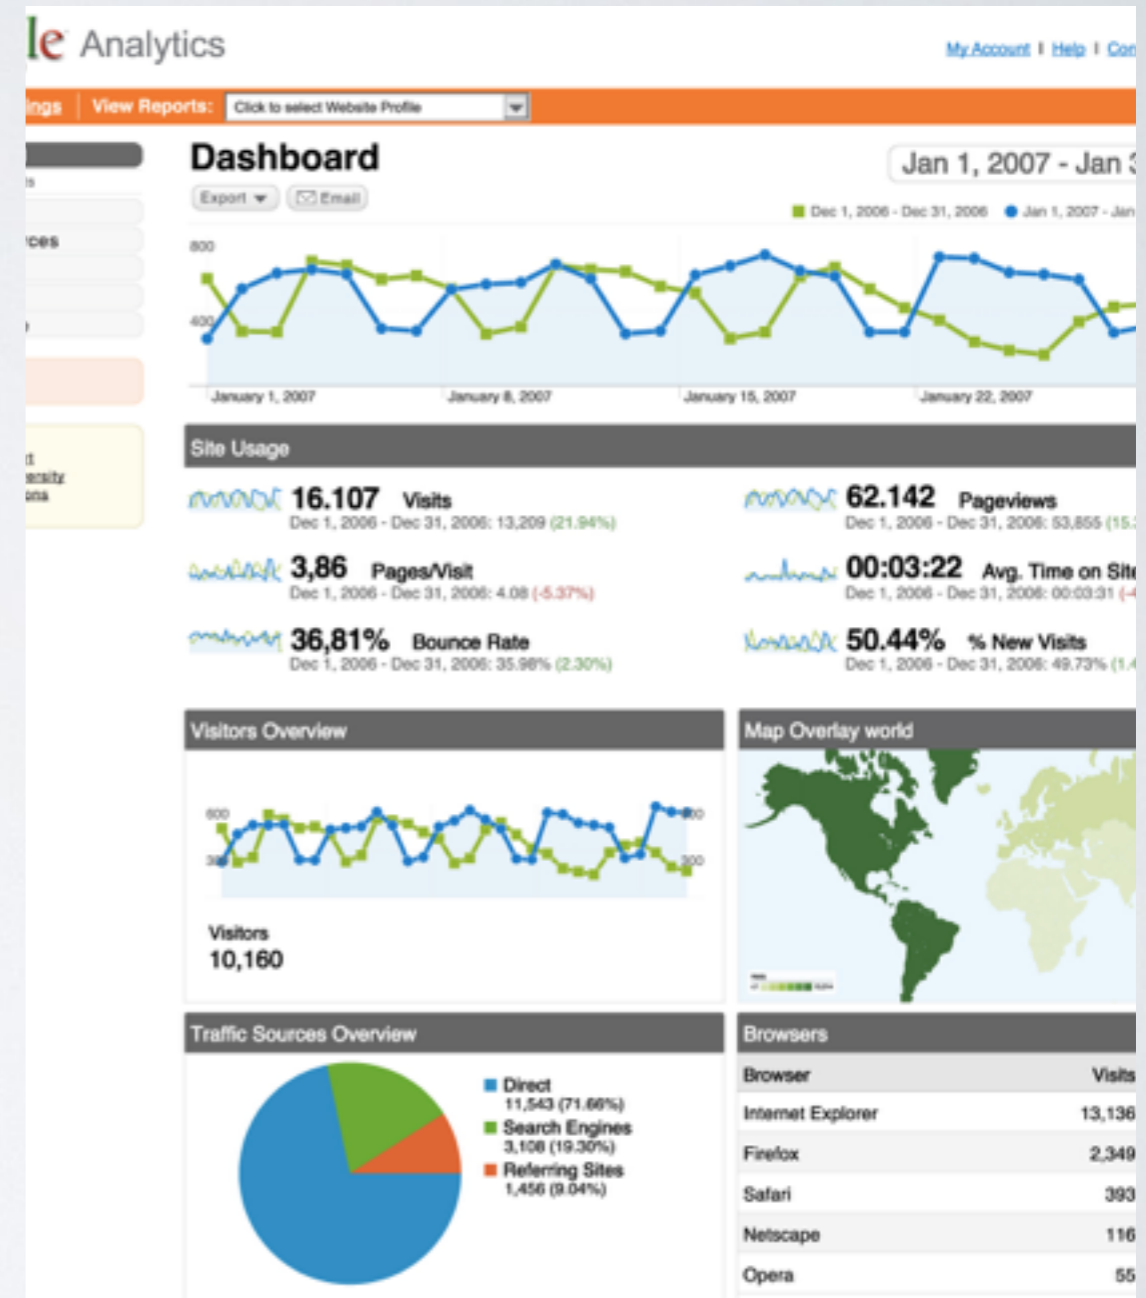 le Analytics
My Account | Help | Con
ngs View Reports: Click to select Website Profile
Dashboard
Jan 1, 2007 - Jan 3
Export Email
Dec 1, 2006 - Dec 31, 2006 Jan 1, 2007 - Jan
ces
800
400
January 1, 2007 January 8, 2007 January 15, 2007 January 22, 2007
ersity
ons
Site Usage
16.107 Visits
Dec 1, 2006 - Dec 31, 2006: 13,209 (21.94%)
62.142 Pageviews
Dec 1, 2006 - Dec 31, 2006: 53,855 (15.
3,86 Pages/Visit
Dec 1, 2006 - Dec 31, 2006: 4.08 (-5.37%)
00:03:22 Avg. Time on Site
Dec 1, 2006 - Dec 31, 2006: 00:03:31 (-4
36,81% Bounce Rate
Dec 1, 2006 - Dec 31, 2006: 35.98% (2.30%)
50.44% % New Visits
Dec 1, 2006 - Dec 31, 2006: 49.73% (1.4
Visitors Overview
600
300
Visitors
10,160
Map Overlay world
Traffic Sources Overview
Direct
11,543 (71.66%)
Search Engines
3,108 (19.30%)
Referring Sites
1,456 (9.04%)
Browsers
Browser Visits
Internet Explorer 13,136
Firefox 2,349
Safari 393
Netscape 116
Opera 55